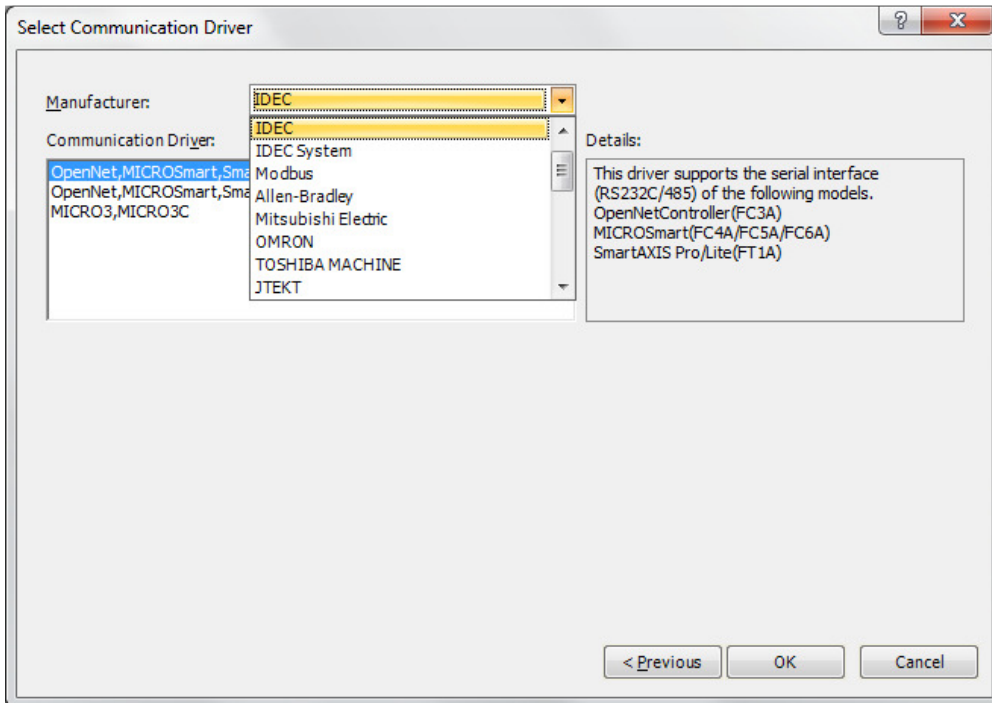 Select Communication Driver
Manufacturer:
IDEC
IDEC
IDEC System
Modbus
Allen-Bradley
Mitsubishi Electric
OMRON
TOSHIBA MACHINE
JTEKT
Communication Driver:
OpenNet,MICROSmart,Sma
OpenNet,MICROSmart,Sma
MICRO3,MICRO3C
Details:
This driver supports the serial interface
(RS232C/485) of the following models.
OpenNetController(FC3A)
MICROSmart(FC4A/FC5A/FC6A)
SmartAXIS Pro/Lite(FT1A)
< Previous
OK
Cancel